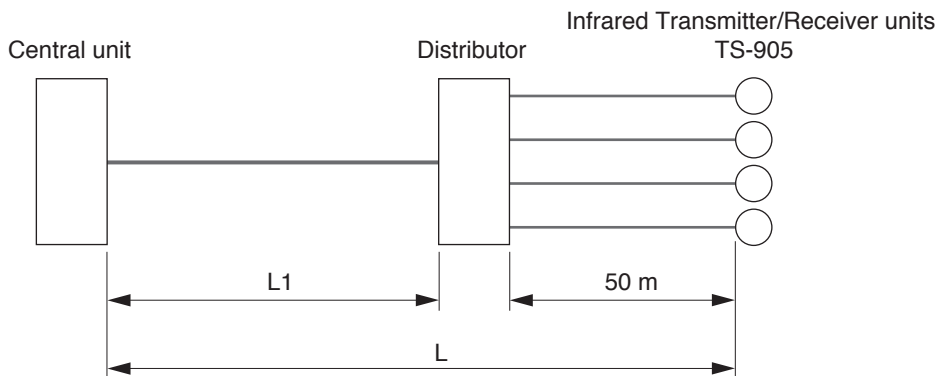 Infrared Transmitter/Receiver units
Central unit
Distributor
TS-905
L1
50 m
L